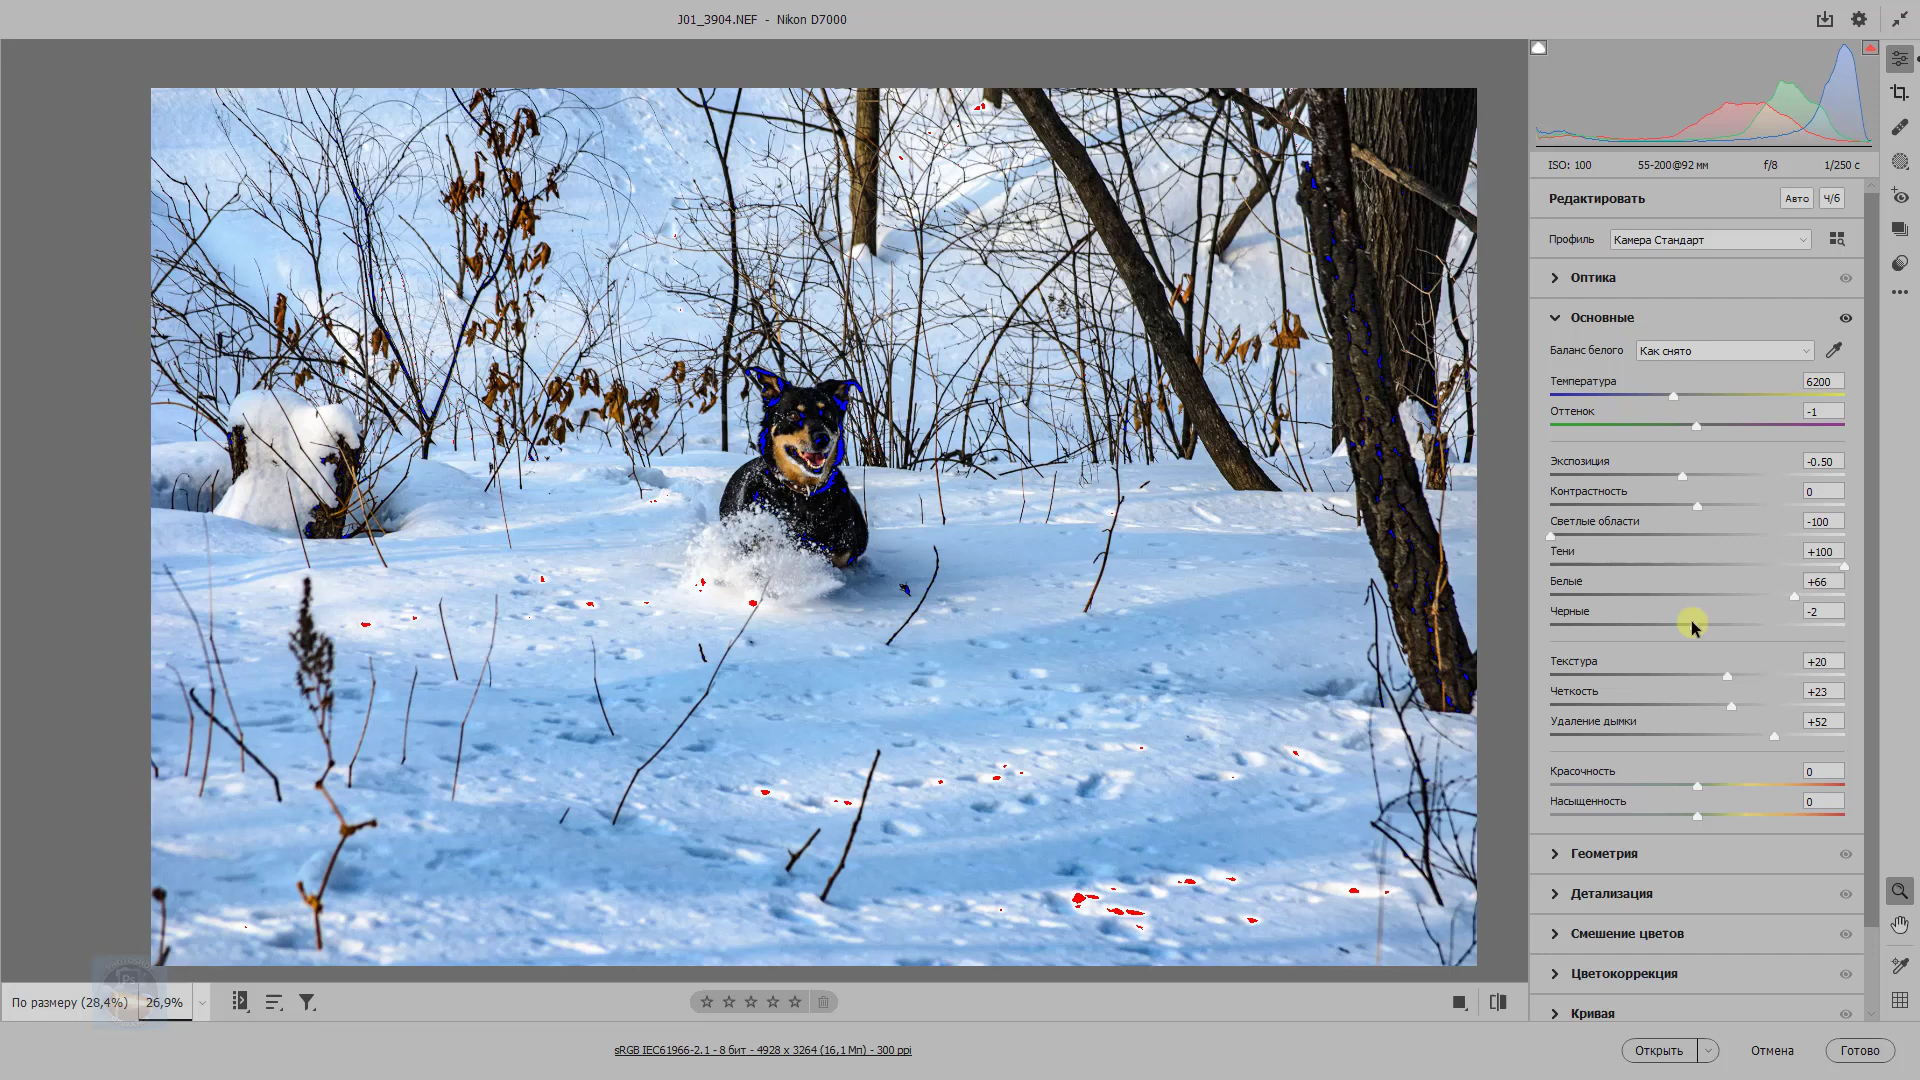 J01_3904.NEF - Nikon D7000
ISO: 100 55-200@92 мм f/8 1/250 с
Редактировать Авто Ч/б
Профиль Камера Стандарт
Оптика
Основные
Баланс белого Как снято
Температура 6200
Оттенок -1
Экспозиция -0.50
Контрастность 0
Светлые области -100
Тени +100
Белые +66
Черные -2
Текстура +20
Четкость +23
Удаление дымки +52
Красочность 0
Насыщенность 0
Геометрия
Детализация
Смешение цветов
Цветокоррекция
Кривая
Ps
По размеру (28,4%) 26,9%
sRGB IEC61966-2.1 - 8 бит - 4928 x 3264 (16,1 Мп) - 300 ppi
Открыть Отмена Готово